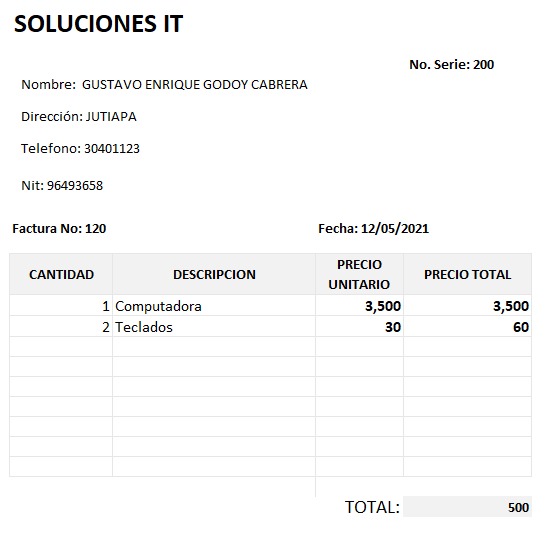 SOLUCIONES IT
No. Serie: 200
Nombre: GUSTAVO ENRIQUE GODOY CABRERA
Dirección: JUTIAPA
Telefono: 30401123
Nit: 96493658
Factura No: 120 Fecha: 12/05/2021
CANTIDAD DESCRIPCION PRECIO UNITARIO PRECIO TOTAL
1 Computadora 3,500 3,500
2 Teclados 30 60
TOTAL: 500